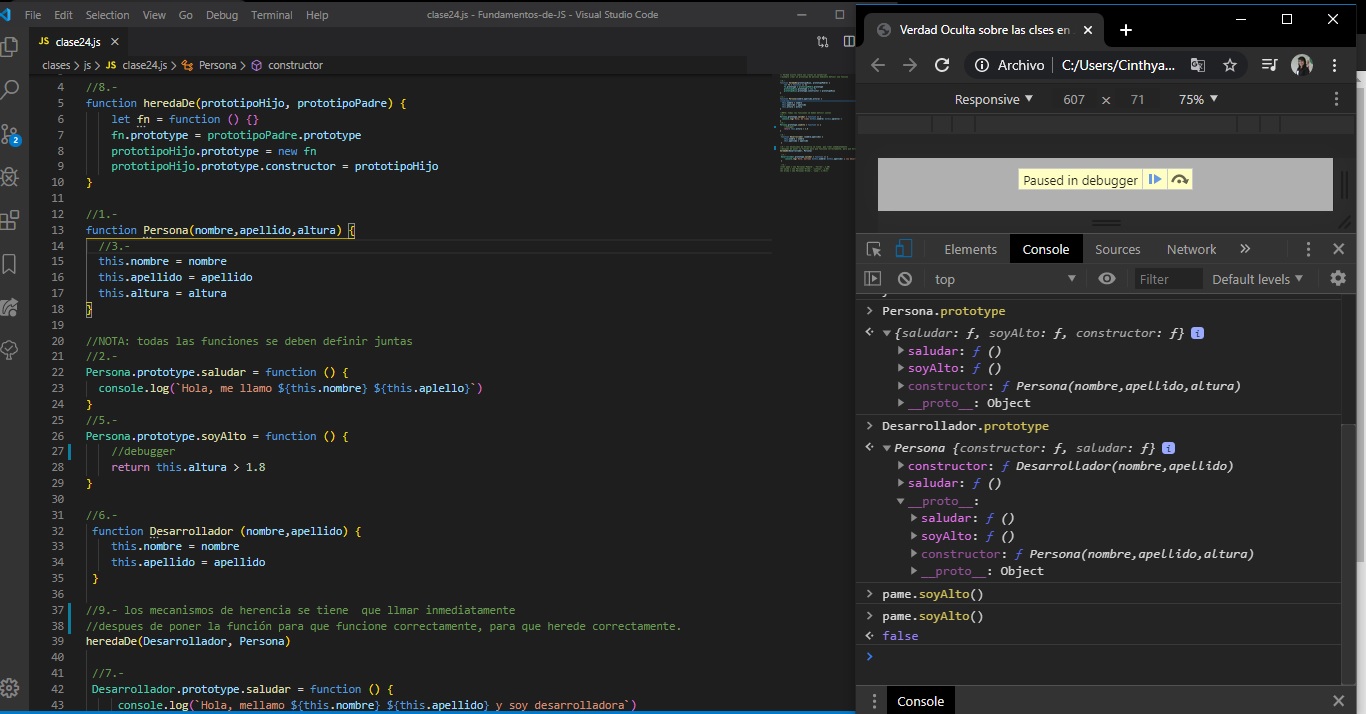 File Edit Selection View Go Debug Terminal Help
clase24.js - Fundamentos-de-JS - Visual Studio Code
JS clase24.js
clases > js > JS clase24.js > Persona > constructor
4 //8.-
5 function heredaDe(prototipoHijo, prototipoPadre) {
6 let fn = function () {}
7 fn.prototype = prototipoPadre.prototype
8 prototipoHijo.prototype = new fn
9 prototipoHijo.prototype.constructor = prototipoHijo
10 }
11
12 //1.-
13 function Persona(nombre,apellido,altura) {
14 //3.-
15 this.nombre = nombre
16 this.apellido = apellido
17 this.altura = altura
18 }
19
20 //NOTA: todas las funciones se deben definir juntas
21 //2.-
22 Persona.prototype.saludar = function () {
23 console.log(`Hola, me llamo ${this.nombre} ${this.aplello}`)
24 }
25 //5.-
26 Persona.prototype.soyAlto = function () {
27 //debugger
28 return this.altura > 1.8
29 }
30
31 //6.-
32 function Desarrollador (nombre,apellido) {
33 this.nombre = nombre
34 this.apellido = apellido
35 }
36
37 //9.- los mecanismos de herencia se tiene que llmar inmediatamente
38 //despues de poner la función para que funcione correctamente, para que herede correctamente.
39 heredaDe(Desarrollador, Persona)
40
41 //7.-
42 Desarrollador.prototype.saludar = function () {
43 console.log(`Hola, mellamo ${this.nombre} ${this.apellido} y soy desarrolladora`)
2
Verdad Oculta sobre las clses en
Archivo C:/Users/Cinthya...
Responsive 607 x 71 75%
Paused in debugger
Elements Console Sources Network »
top Filter Default levels
> Persona.prototype
{saludar: ƒ, soyAlto: ƒ, constructor: ƒ} i
saludar: ƒ ()
soyAlto: ƒ ()
constructor: ƒ Persona(nombre,apellido,altura)
__proto__: Object
> Desarrollador.prototype
Persona {constructor: ƒ, saludar: ƒ} i
constructor: ƒ Desarrollador(nombre,apellido)
saludar: ƒ ()
__proto__:
saludar: ƒ ()
soyAlto: ƒ ()
constructor: ƒ Persona(nombre,apellido,altura)
__proto__: Object
> pame.soyAlto()
> pame.soyAlto()
false
>
Console